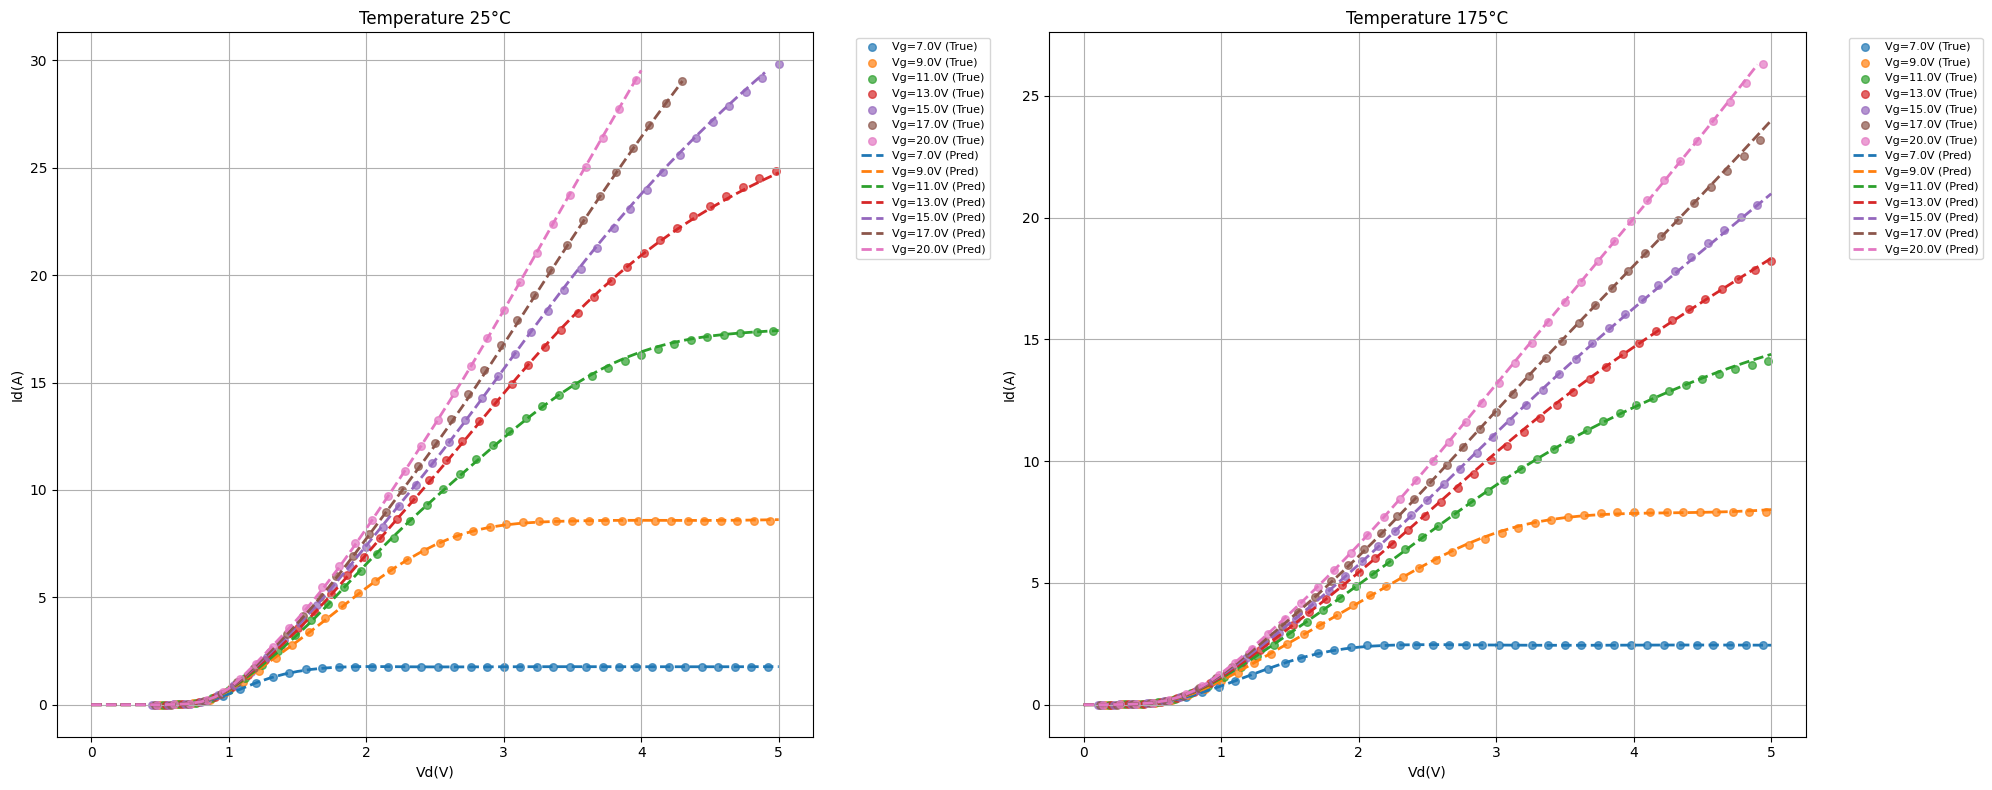 Temperature 25°C
Id(A)
30
25
20
15
10
5
0
0 1 2 3 4 5
Vd(V)
Vg=7.0V (True)
Vg=9.0V (True)
Vg=11.0V (True)
Vg=13.0V (True)
Vg=15.0V (True)
Vg=17.0V (True)
Vg=20.0V (True)
Vg=7.0V (Pred)
Vg=9.0V (Pred)
Vg=11.0V (Pred)
Vg=13.0V (Pred)
Vg=15.0V (Pred)
Vg=17.0V (Pred)
Vg=20.0V (Pred)
Temperature 175°C
Id(A)
25
20
15
10
5
0
0 1 2 3 4 5
Vd(V)
Vg=7.0V (True)
Vg=9.0V (True)
Vg=11.0V (True)
Vg=13.0V (True)
Vg=15.0V (True)
Vg=17.0V (True)
Vg=20.0V (True)
Vg=7.0V (Pred)
Vg=9.0V (Pred)
Vg=11.0V (Pred)
Vg=13.0V (Pred)
Vg=15.0V (Pred)
Vg=17.0V (Pred)
Vg=20.0V (Pred)